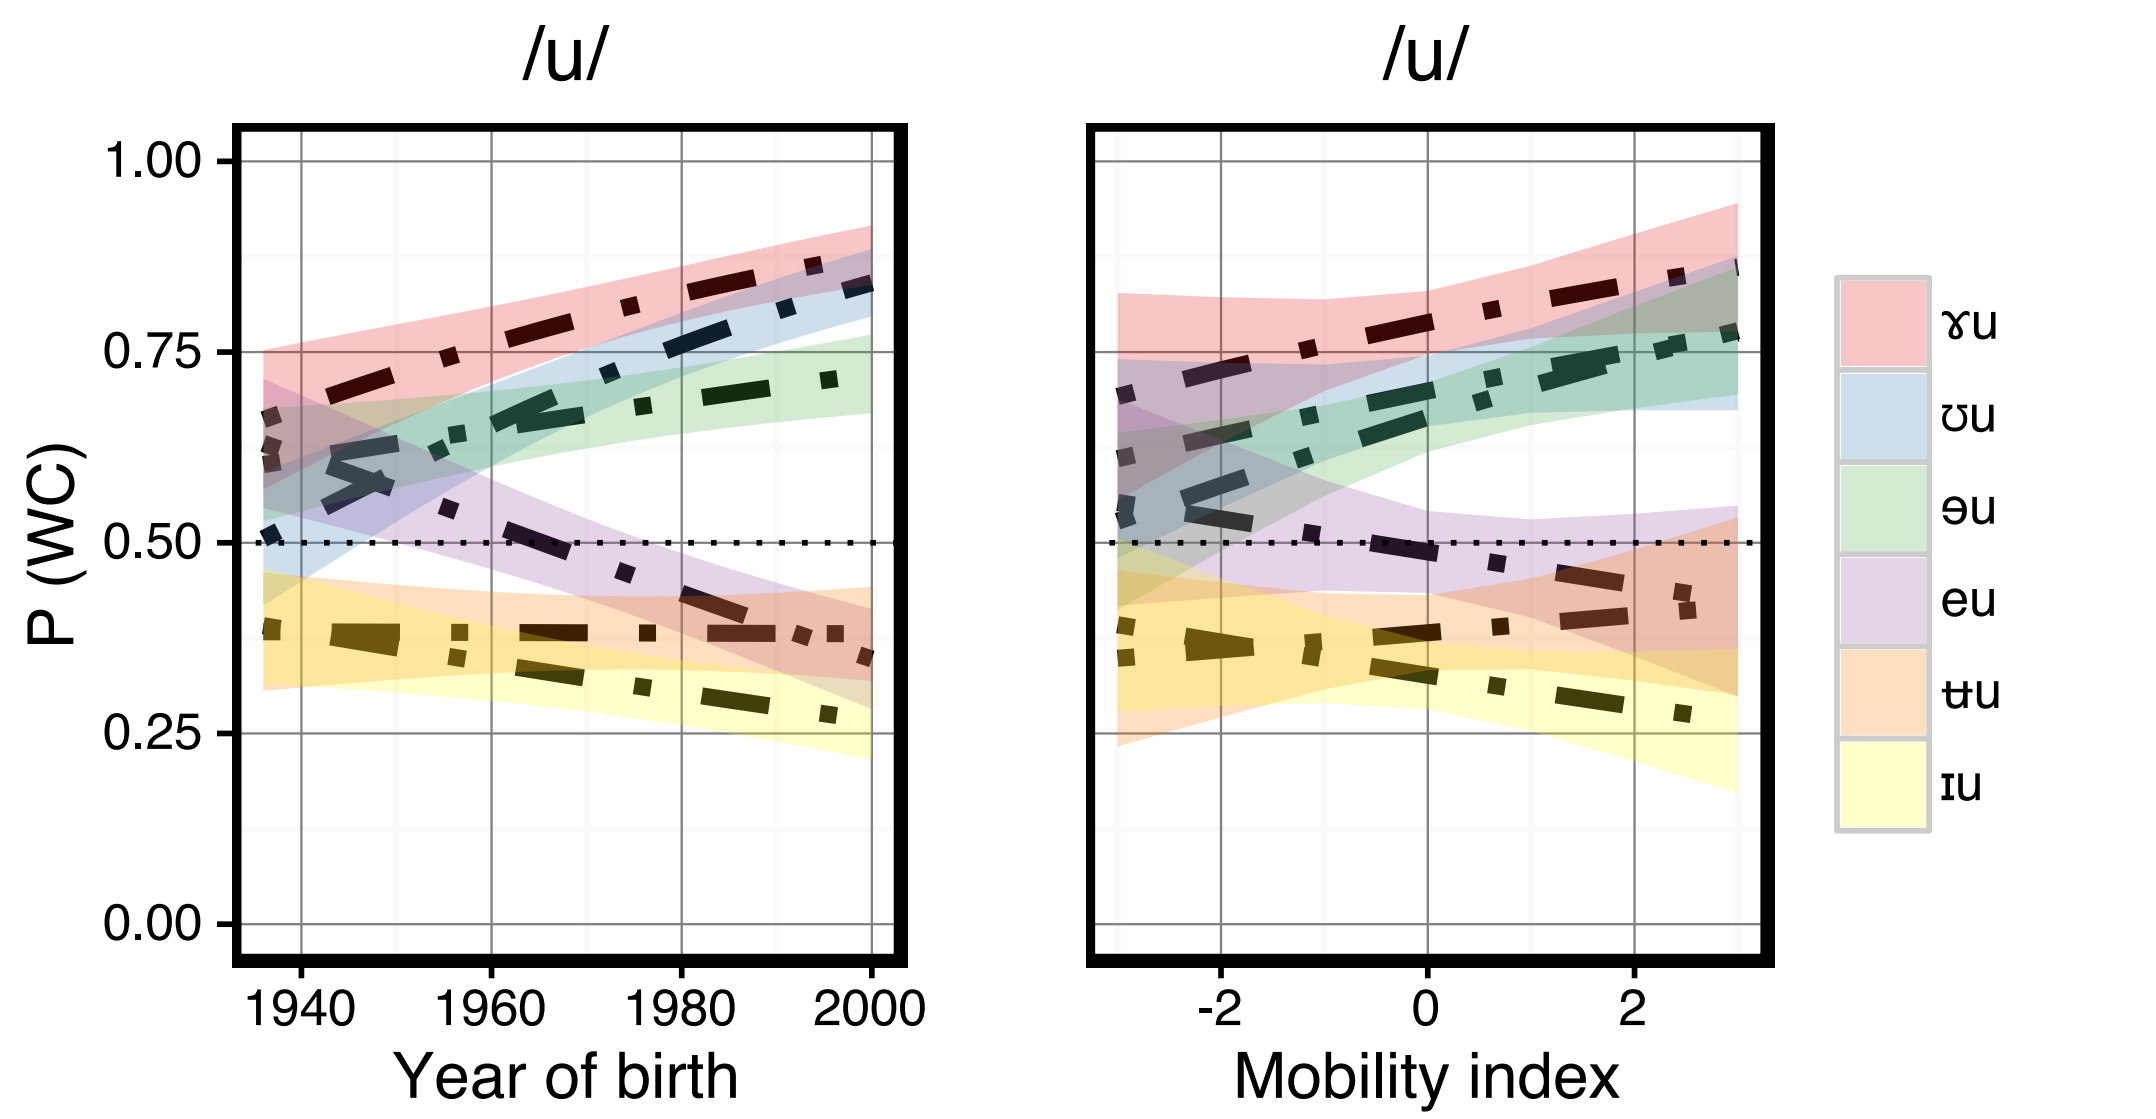 /u/
/u/
P (WC)
1.00
0.75
0.50
0.25
0.00
1940 1960 1980 2000
-2 0 2
Year of birth
Mobility index
ɤu
ʊu
ɘu
eu
ʉu
ɪu